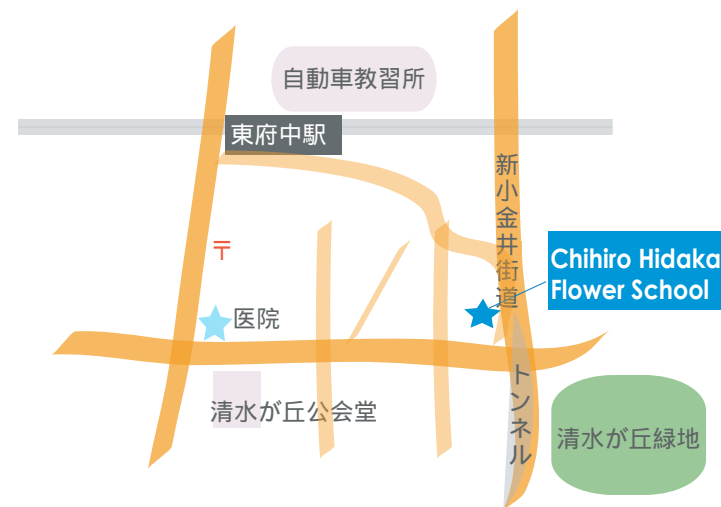 自動車教習所
東府中駅
新小金井街道
〒
Chihiro Hidaka
Flower School
医院
トンネル
清水が丘公会堂
清水が丘緑地